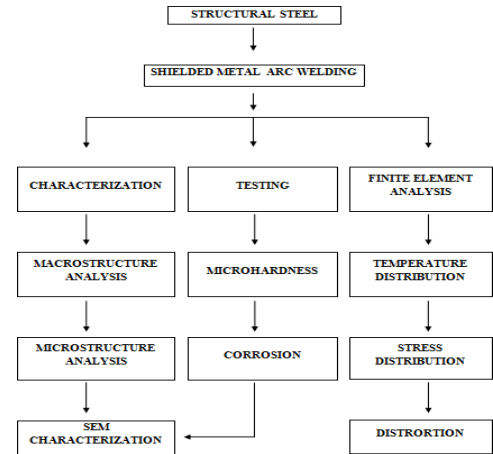 STRUCTURAL STEEL
SHIELDED METAL ARC WELDING
CHARACTERIZATION
TESTING
FINITE ELEMENT
ANALYSIS
MACROSTRUCTURE
ANALYSIS
MICROHARDNESS
TEMPERATURE
DISTRIBUTION
MICROSTRUCTURE
ANALYSIS
CORROSION
STRESS
DISTRIBUTION
SEM
CHARACTERIZATION
DISTRORTION